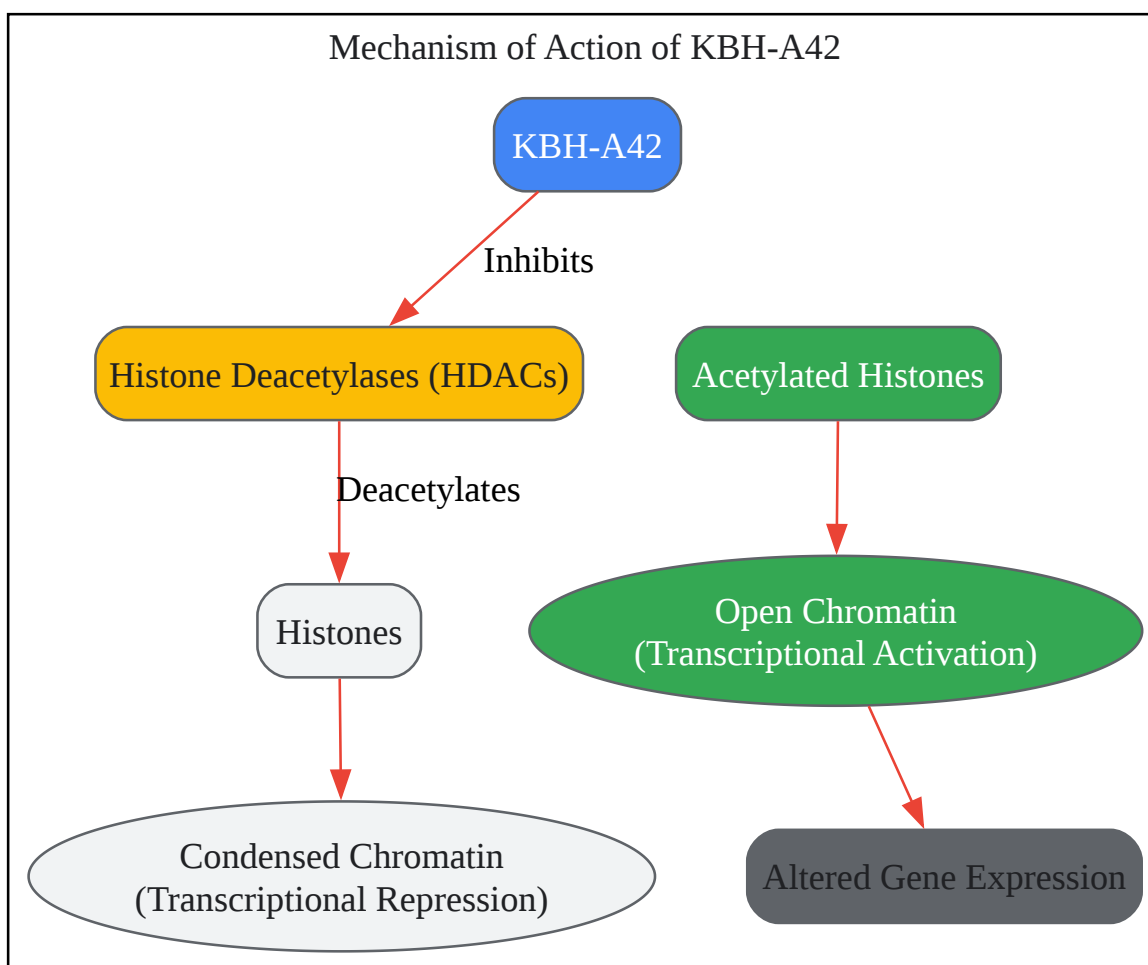 Mechanism of Action of KBH-A42
KBH-A42
Inhibits
Histone Deacetylases (HDACs)
Acetylated Histones
Deacetylates
Histones
Open Chromatin
(Transcriptional Activation)
Condensed Chromatin
(Transcriptional Repression)
Altered Gene Expression